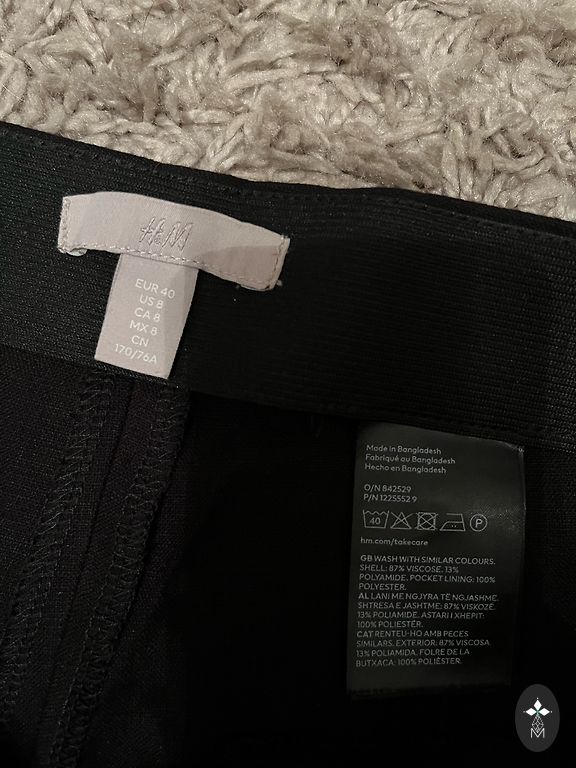 H&M
EUR 40
US 8
CA 8
MX 8
CN
170/76A
Made in Bangladesh
Fabriqué au Bangladesh
Hecho en Bangladesh
O/N 842529
P/N 1225552 9
40
P
hm.com/takecare
GB WASH WITH SIMILAR COLOURS.
SHELL: 87% VISCOSE, 13%
POLYAMIDE. POCKET LINING: 100%
POLYESTER.
AL LANI ME NGJYRA TË NGJASHME.
SHTRESA E JASHTME: 87% VISKOZË,
13% POLIAMIDE. ASTARI I XHEPIT:
100% POLIESTËR.
CAT RENTEU-HO AMB PECES
SIMILARS. EXTERIOR: 87% VISCOSA,
13% POLIAMIDA. FOLRE DE LA
BUTXACA: 100% POLIÈSTER.
M